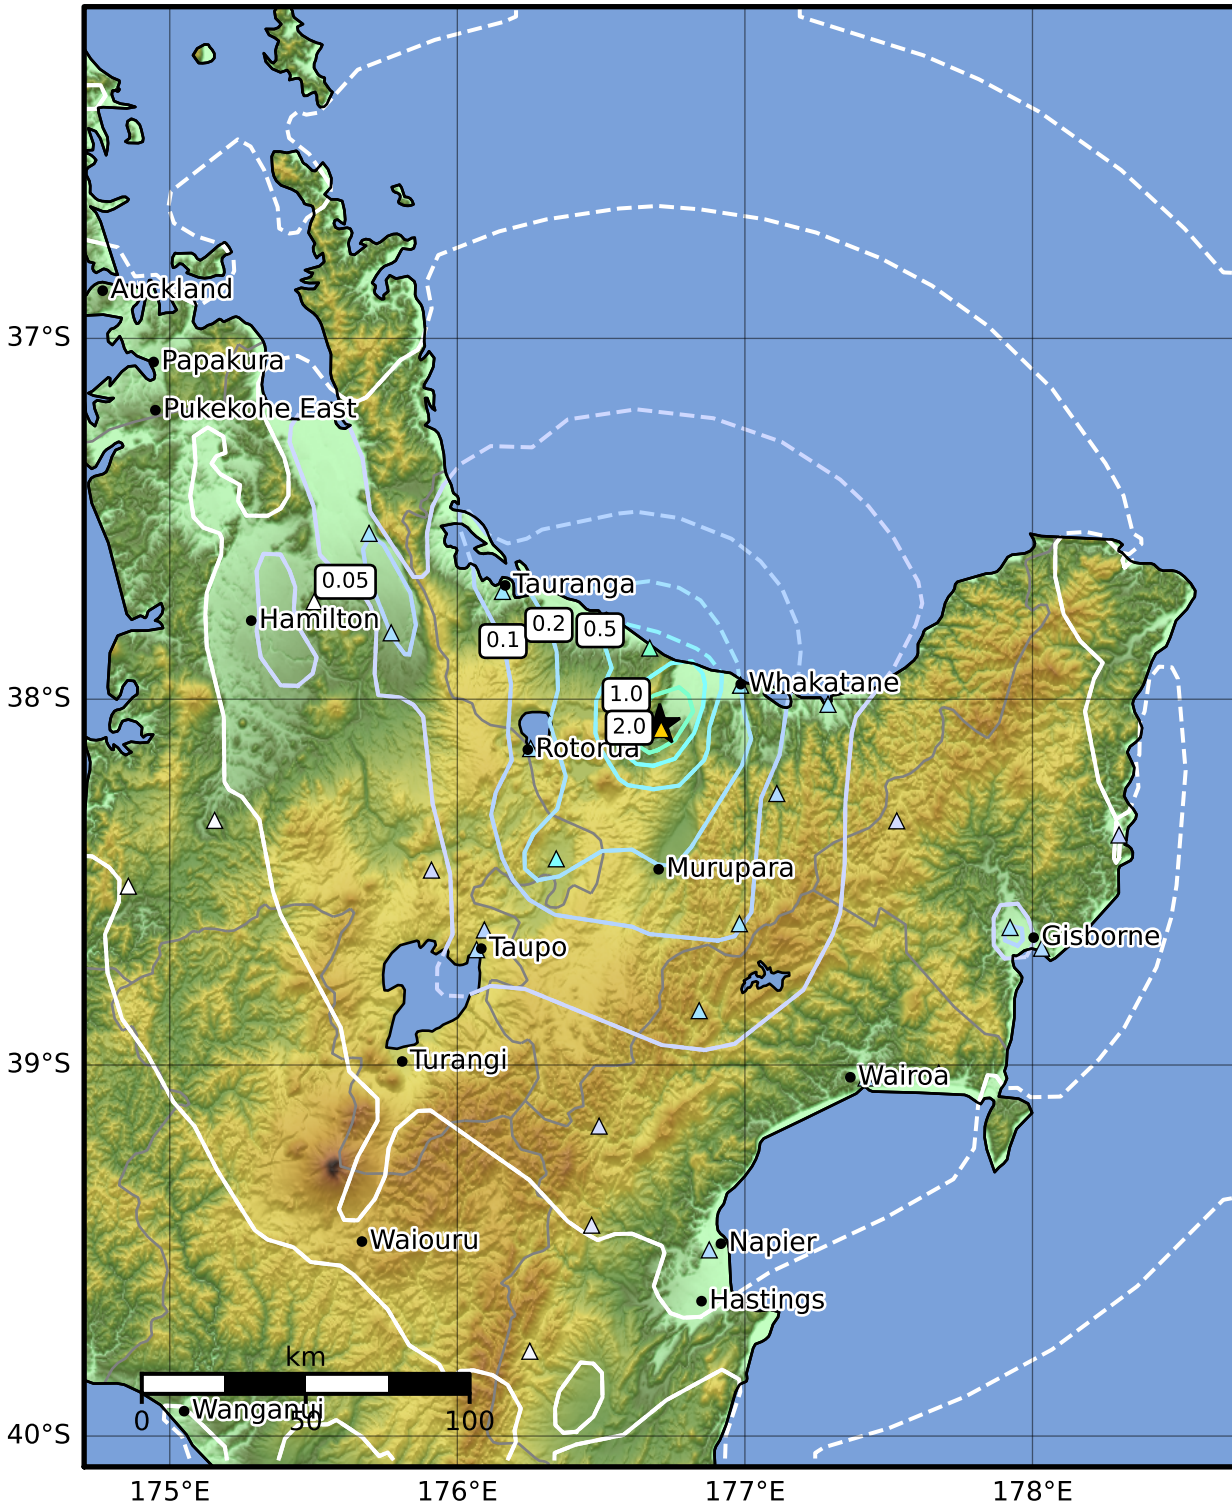 Auckland
37°S
Papakura
Pukekohe East
0.05
Tauranga
Hamilton
0.1
0.2
0.5
38°S
Whakatane
1.0
2.0
Rotorua
Murupara
Gisborne
Taupo
39°S
Turangi
Wairoa
Waiouru
Napier
Hastings
km
Wanganui
0 50 100
40°S
175°E 176°E 177°E 178°E